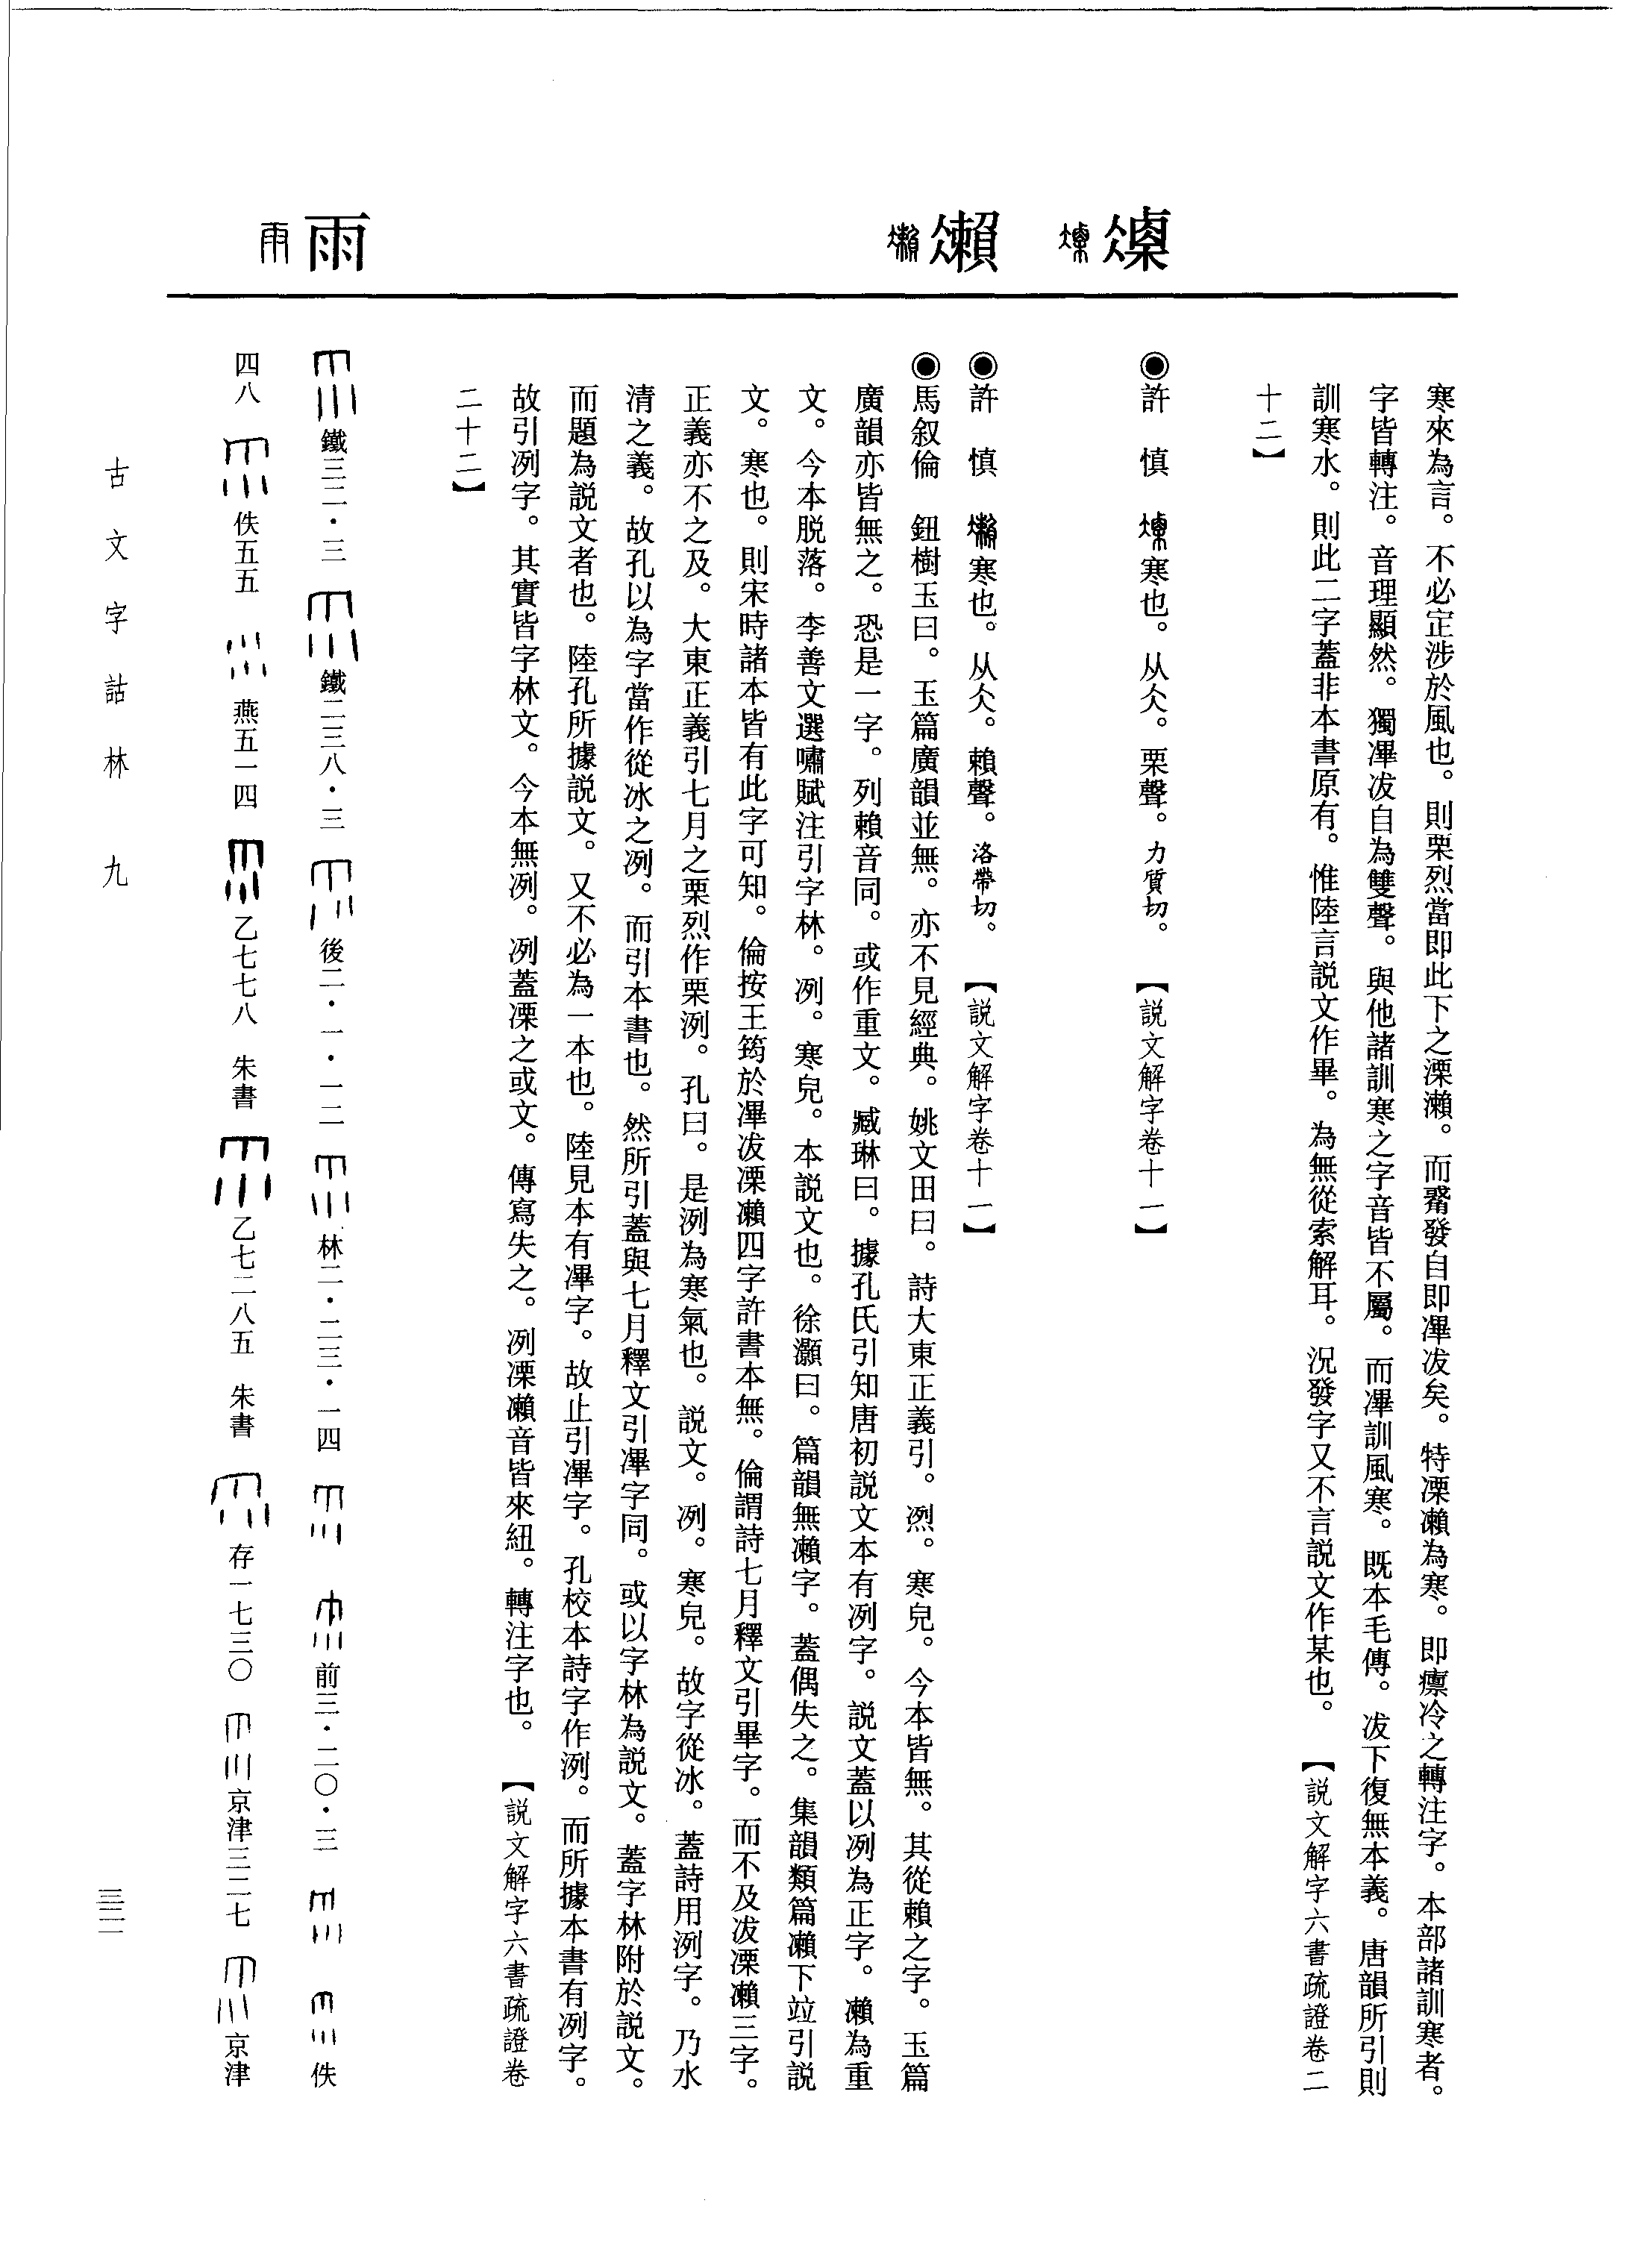 㓖
瀨
雨
寒來為言。不必定涉於風也。則栗烈當即此下之凓瀨。而觱發自即滭冹矣。特凓瀨為寒。即癛冷之轉注字。本部諸訓寒者。
字皆轉注。音理顯然。獨滭冹自為雙聲。與他諸訓寒之字音皆不屬。而滭訓風寒。既本毛傳。冹下復無本義。唐韻所引則
訓寒水。則此二字蓋非本書原有。惟陸言説文作畢。為無從索解耳。況發字又不言説文作某也。　【説文解字六書疏證卷二
十二】
◉許　慎　寒也。从仌。栗聲。力質切。　【説文解字卷十一】
◉許　慎　寒也。从仌。賴聲。洛帶切。　【説文解字卷十一】
◉馬叙倫　鈕樹玉曰。玉篇廣韻並無。亦不見經典。姚文田曰。詩大東正義引。冽。寒皃。今本皆無。其從賴之字。玉篇
廣韻亦皆無之。恐是一字。列賴音同。或作重文。臧琳曰。據孔氏引知唐初説文本有冽字。説文蓋以冽為正字。瀨為重
文。今本脱落。李善文選嘯賦注引字林。冽。寒皃。本説文也。徐灝曰。篇韻無瀨字。蓋偶失之。集韻類篇瀨下竝引説
文。寒也。則宋時諸本皆有此字可知。倫按王筠於滭冹凓瀨四字許書本無。倫謂詩七月釋文引畢字。而不及冹凓瀨三字。
正義亦不之及。大東正義引七月之栗烈作栗冽。孔曰。是冽為寒氣也。説文。冽。寒皃。故字從冰。蓋詩用洌字。乃水
清之義。故孔以為字當作從冰之冽。而引本書也。然所引蓋與七月釋文引滭字同。或以字林為説文。蓋字林附於説文。
而題為説文者也。陸孔所據説文。又不必為一本也。陸見本有滭字。故止引滭字。孔校本詩字作洌。而所據本書有冽字。
故引冽字。其實皆字林文。今本無冽。冽蓋凓之或文。傳寫失之。冽凓瀨音皆來紐。轉注字也。　【説文解字六書疏證卷
二十二】
鐵三二・三　鐵二三八・三　後二・一・一二　林二・二三・一四　前三・二〇・三　佚
四八　佚五五　燕五一四　乙七七八　朱書　乙七二八五　朱書　存一七三〇　京津三二七　京津
古文字詁林　九
三二一